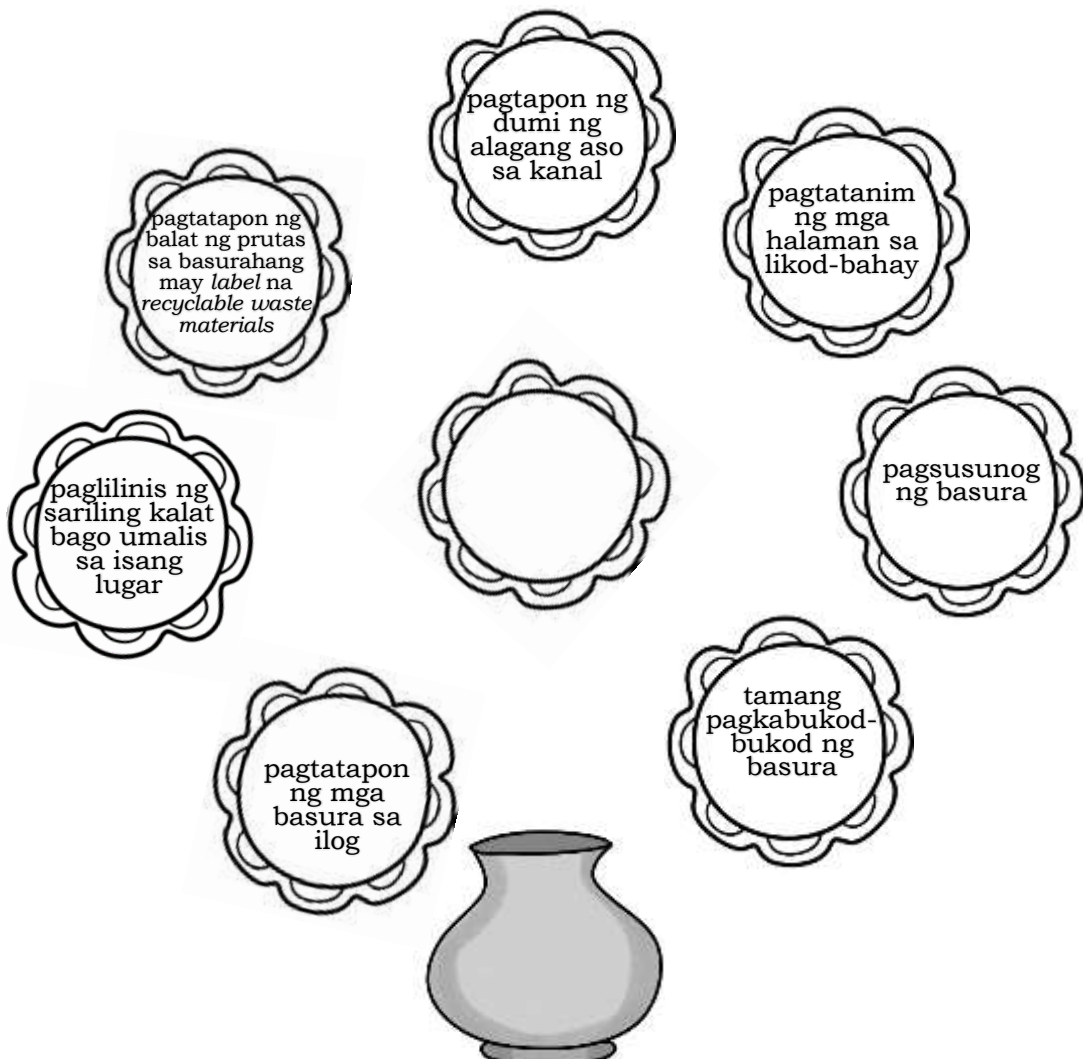 pagtapon ng
dumi ng
alagang aso
sa kanal
pagtatanim
ng mga
halaman sa
likod-bahay
pagtatapon ng
balat ng prutas
sa basurahang
may label na
recyclable waste
materials
pagsusunog
ng basura
paglilinis ng
sariling kalat
bago umalis
sa isang
lugar
tamang
pagkabukod-
bukod ng
basura
pagtatapon
ng mga
basura sa
ilog